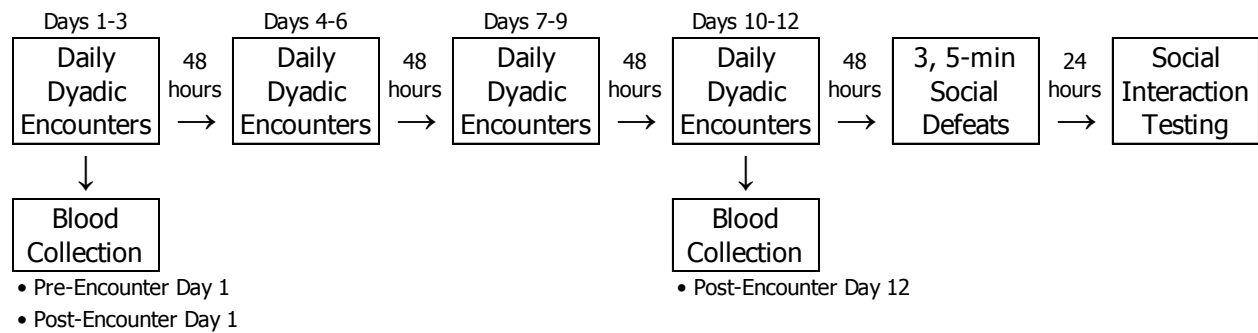 Days 1-3
Daily
Dyadic
Encounters
48
hours
→
Days 4-6
Daily
Dyadic
Encounters
48
hours
→
Days 7-9
Daily
Dyadic
Encounters
48
hours
→
Days 10-12
Daily
Dyadic
Encounters
48
hours
→
3, 5-min
Social
Defeats
24
hours
→
Social
Interaction
Testing
↓
Blood
Collection
• Pre-Encounter Day 1
• Post-Encounter Day 1
↓
Blood
Collection
• Post-Encounter Day 12